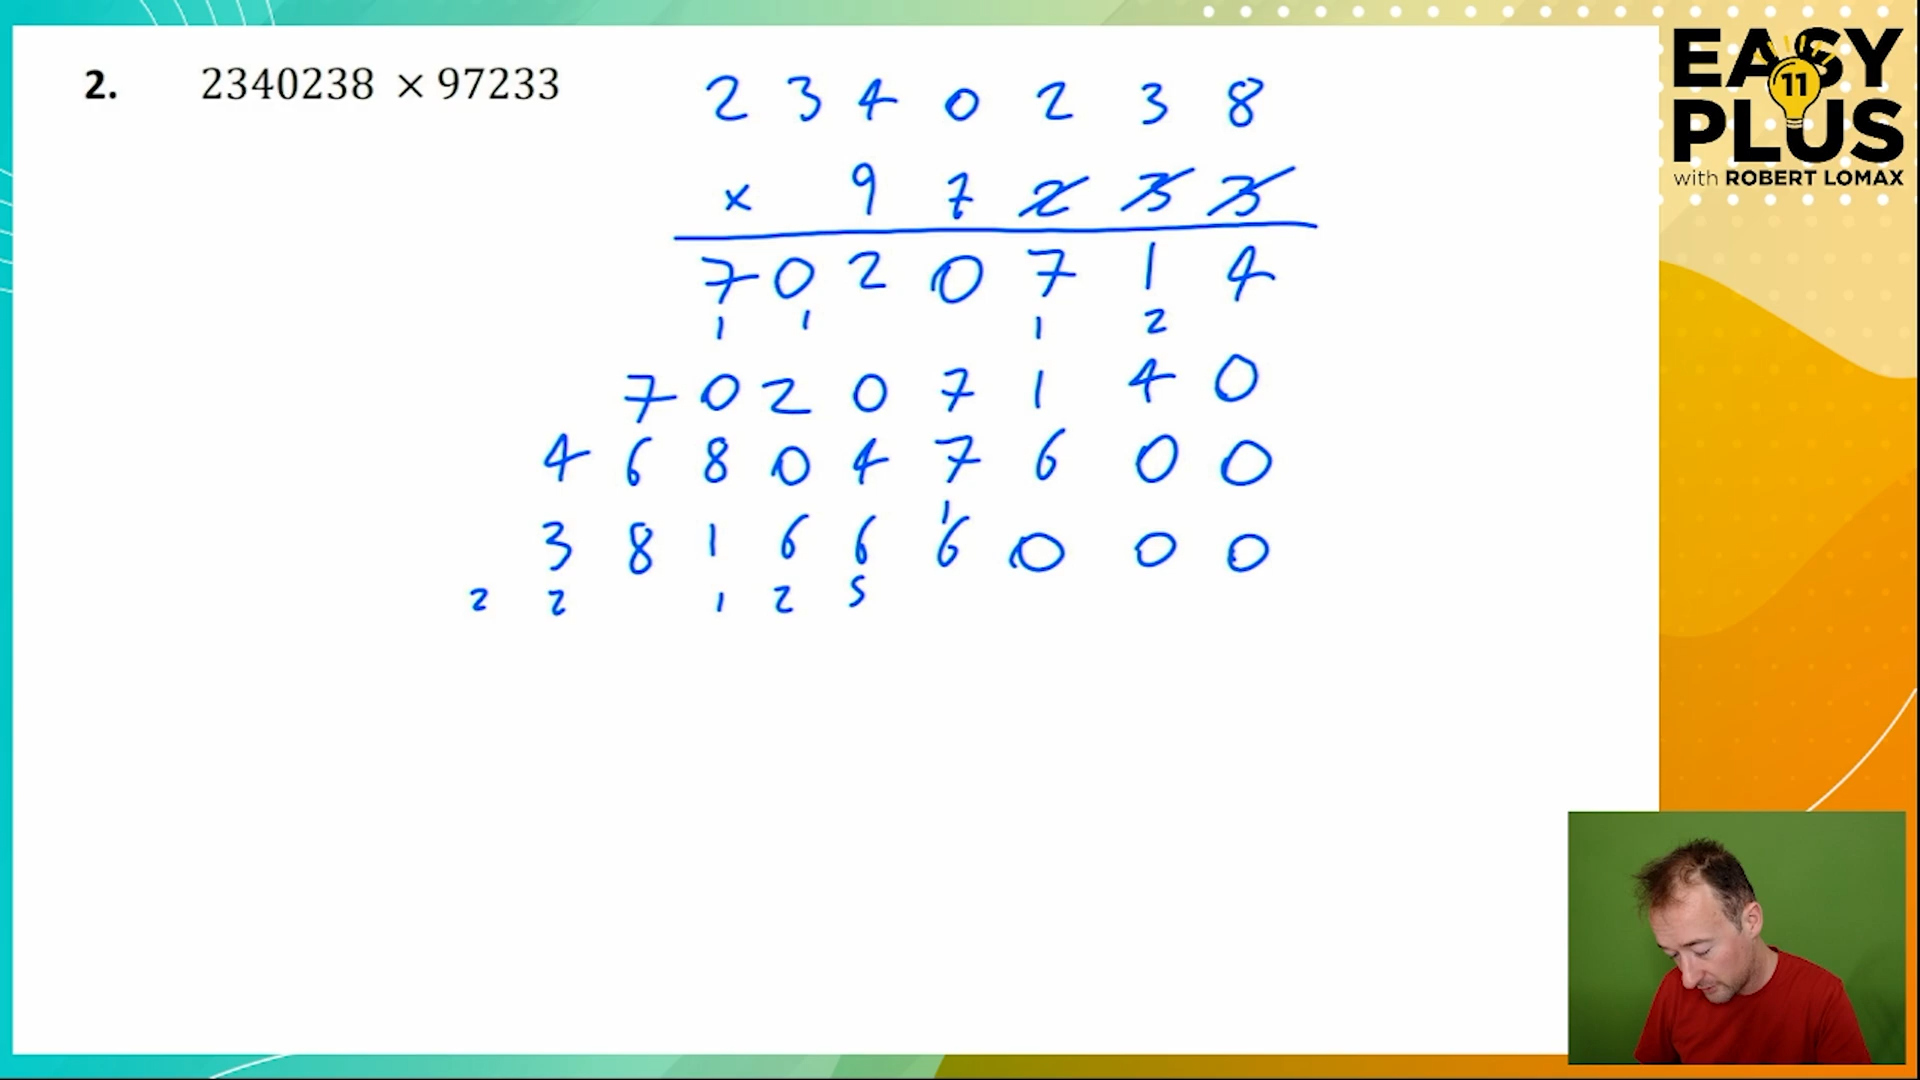 2. 2340238 × 97233
2 3 4 0 2 3 8
× 9 7 2 3 3
7 0 2 0 7 1 4
1 1 1 2
7 0 2 0 7 1 4 0
4 6 8 0 4 7 6 0 0
1
3 8 1 6 6 6 0 0 0
2 2 1 2 5
EASY
11
PLUS
with ROBERT LOMAX